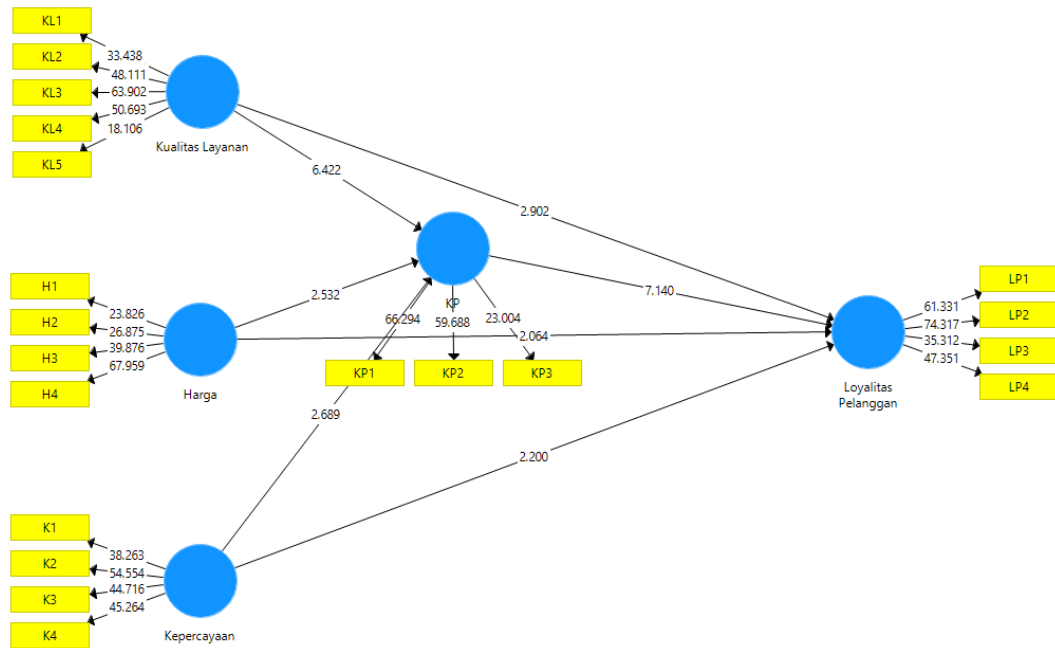 KL1
KL2
KL3
KL4
KL5
33.438
48.111
63.902
50.693
18.106
Kualitas Layanan
6.422
2.902
H1
H2
H3
H4
23.826
26.875
39.876
67.959
Harga
2.532
KP
66.294
59.688
23.004
KP1
KP2
KP3
7.140
2.064
2.689
2.200
K1
K2
K3
K4
38.263
54.554
44.716
45.264
Kepercayaan
Loyalitas
Pelanggan
61.331
74.317
35.312
47.351
LP1
LP2
LP3
LP4